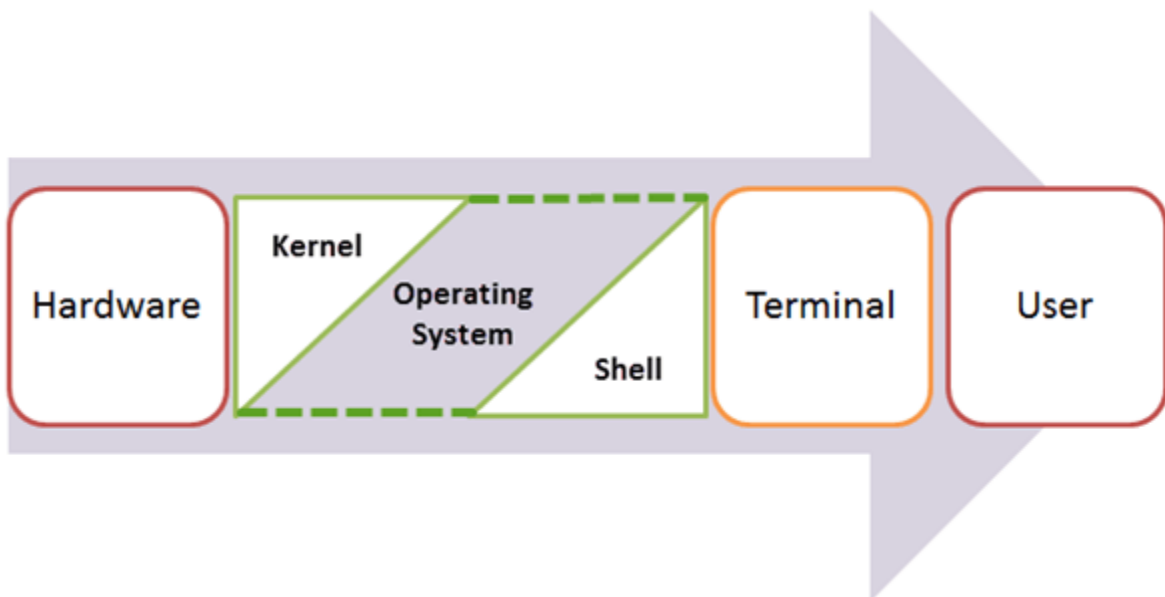 Hardware
Kernel
Operating
System
Shell
Terminal
User